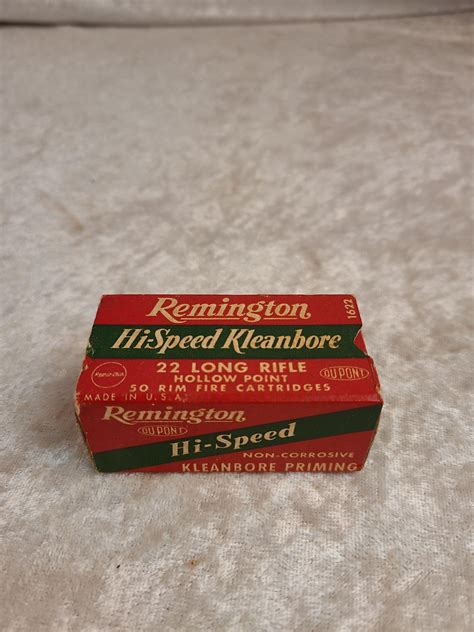 Remington
Hi-Speed Kleanbore
1622
22 LONG RIFLE
HOLLOW POINT
50 RIM FIRE CARTRIDGES
MADE IN U.S.A.
DU PONT
Remington
DU PONT
Hi-Speed
NON-CORROSIVE
KLEANBORE PRIMING